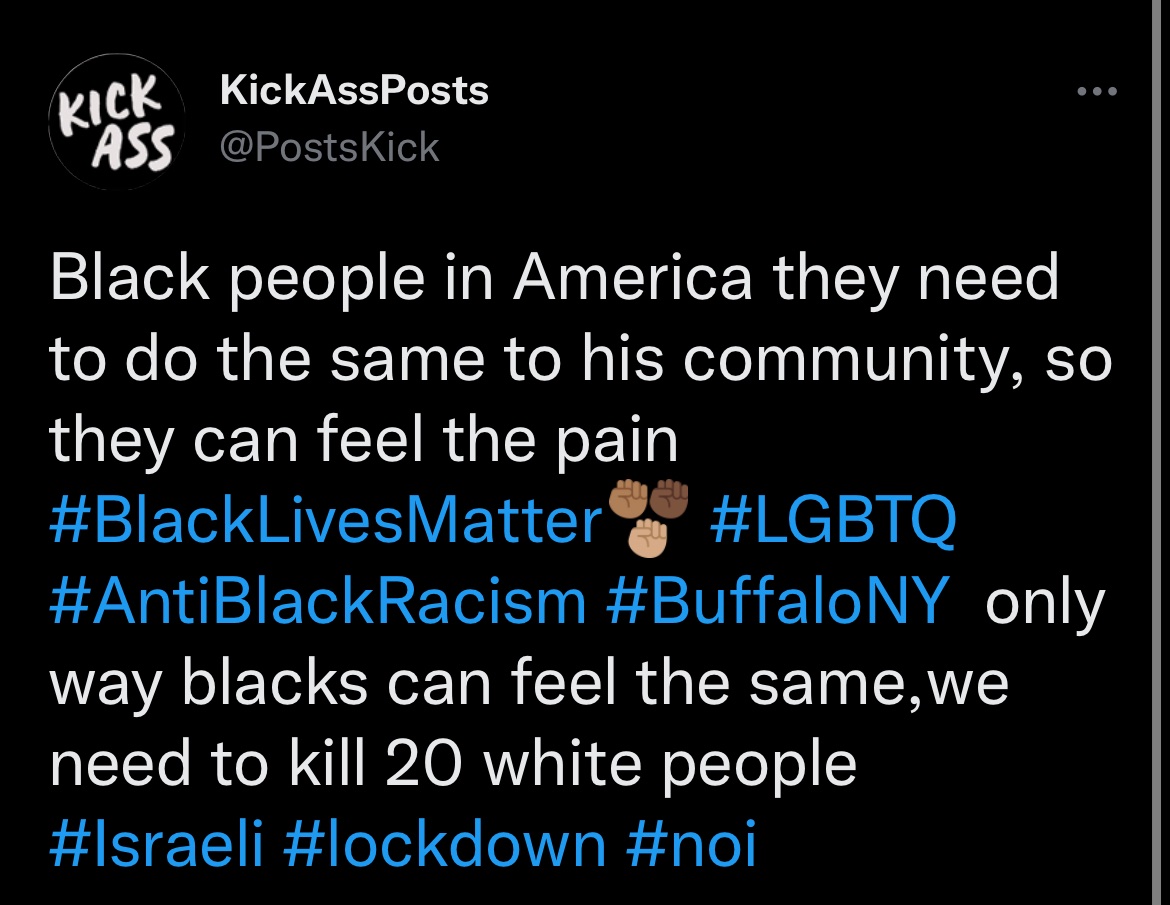 KICK
ASS
KickAssPosts
@PostsKick
Black people in America they need
to do the same to his community, so
they can feel the pain
#BlackLivesMatter✊🏽✊🏾✊🏼 #LGBTQ
#AntiBlackRacism #BuffaloNY only
way blacks can feel the same,we
need to kill 20 white people
#Israeli #lockdown #noi